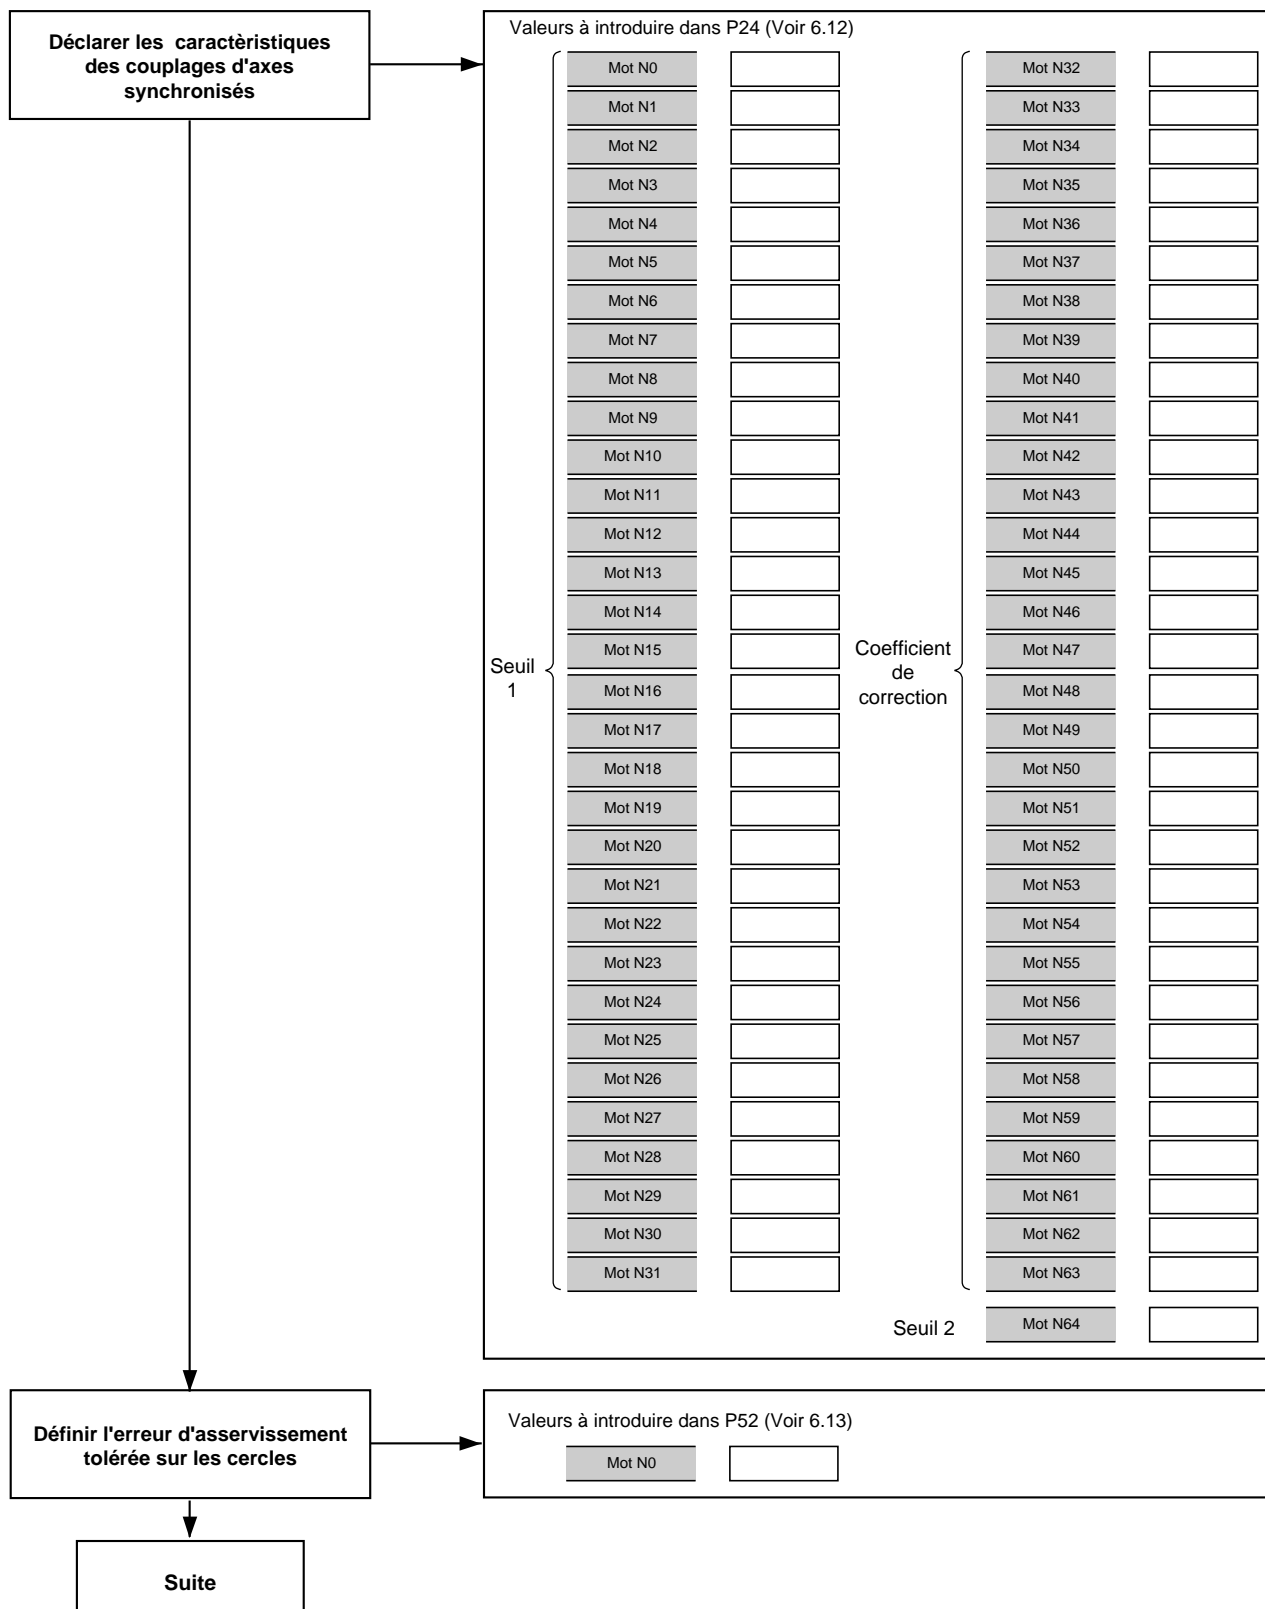 Déclarer les caractèristiques
des couplages d'axes
synchronisés
Valeurs à introduire dans P24 (Voir 6.12)
Seuil
1
Mot N0
Mot N1
Mot N2
Mot N3
Mot N4
Mot N5
Mot N6
Mot N7
Mot N8
Mot N9
Mot N10
Mot N11
Mot N12
Mot N13
Mot N14
Mot N15
Mot N16
Mot N17
Mot N18
Mot N19
Mot N20
Mot N21
Mot N22
Mot N23
Mot N24
Mot N25
Mot N26
Mot N27
Mot N28
Mot N29
Mot N30
Mot N31
Coefficient
de
correction
Mot N32
Mot N33
Mot N34
Mot N35
Mot N36
Mot N37
Mot N38
Mot N39
Mot N40
Mot N41
Mot N42
Mot N43
Mot N44
Mot N45
Mot N46
Mot N47
Mot N48
Mot N49
Mot N50
Mot N51
Mot N52
Mot N53
Mot N54
Mot N55
Mot N56
Mot N57
Mot N58
Mot N59
Mot N60
Mot N61
Mot N62
Mot N63
Seuil 2
Mot N64
Définir l'erreur d'asservissement
tolérée sur les cercles
Valeurs à introduire dans P52 (Voir 6.13)
Mot N0
Suite